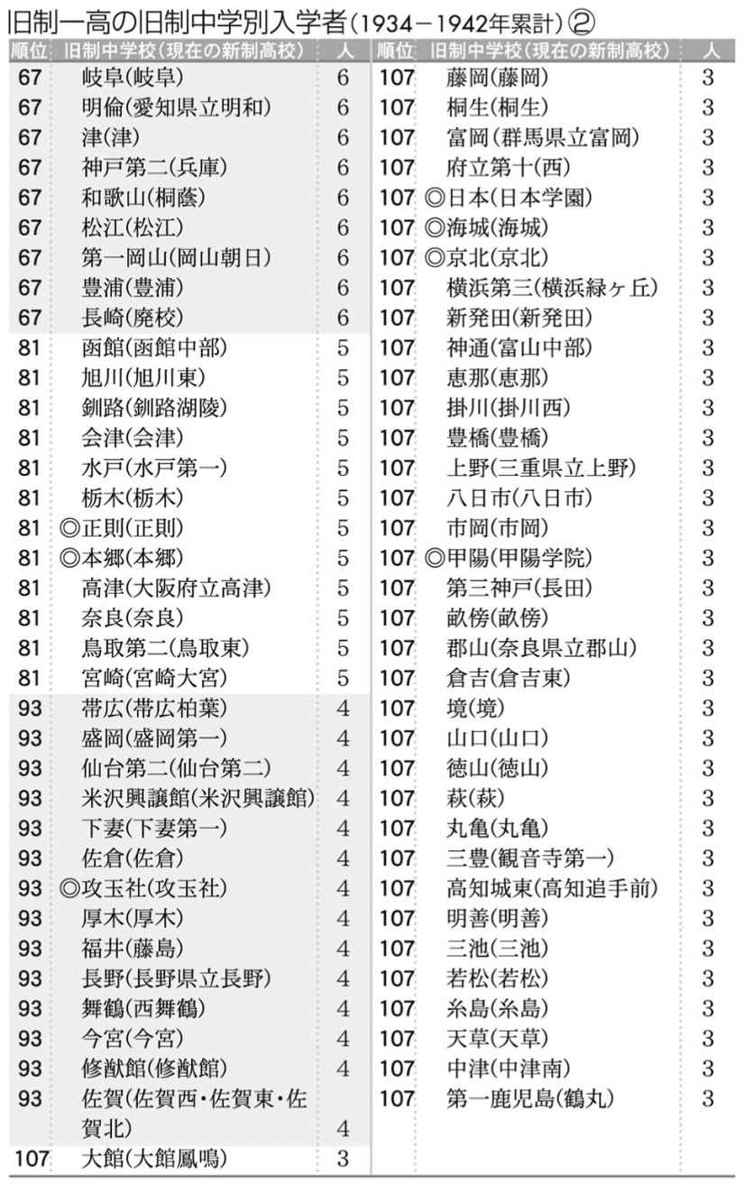 旧制一高の旧制中学別入学者(1934－1942年累計)②
順位 旧制中学校(現在の新制高校) 人
67 岐阜(岐阜) 6
67 明倫(愛知県立明和) 6
67 津(津) 6
67 神戸第二(兵庫) 6
67 和歌山(桐蔭) 6
67 松江(松江) 6
67 第一岡山(岡山朝日) 6
67 豊浦(豊浦) 6
67 長崎(廃校) 6
81 函館(函館中部) 5
81 旭川(旭川東) 5
81 釧路(釧路湖陵) 5
81 会津(会津) 5
81 水戸(水戸第一) 5
81 栃木(栃木) 5
81 ◎正則(正則) 5
81 ◎本郷(本郷) 5
81 高津(大阪府立高津) 5
81 奈良(奈良) 5
81 鳥取第二(鳥取東) 5
81 宮崎(宮崎大宮) 5
93 帯広(帯広柏葉) 4
93 盛岡(盛岡第一) 4
93 仙台第二(仙台第二) 4
93 米沢興譲館(米沢興譲館) 4
93 下妻(下妻第一) 4
93 佐倉(佐倉) 4
93 ◎攻玉社(攻玉社) 4
93 厚木(厚木) 4
93 福井(藤島) 4
93 長野(長野県立長野) 4
93 舞鶴(西舞鶴) 4
93 今宮(今宮) 4
93 修猷館(修猷館) 4
93 佐賀(佐賀西・佐賀東・佐
賀北) 4
107 大館(大館鳳鳴) 3
順位 旧制中学校(現在の新制高校) 人
107 藤岡(藤岡) 3
107 桐生(桐生) 3
107 富岡(群馬県立富岡) 3
107 府立第十(西) 3
107 ◎日本(日本学園) 3
107 ◎海城(海城) 3
107 ◎京北(京北) 3
107 横浜第三(横浜緑ヶ丘) 3
107 新発田(新発田) 3
107 神通(富山中部) 3
107 恵那(恵那) 3
107 掛川(掛川西) 3
107 豊橋(豊橋) 3
107 上野(三重県立上野) 3
107 八日市(八日市) 3
107 市岡(市岡) 3
107 ◎甲陽(甲陽学院) 3
107 第三神戸(長田) 3
107 畝傍(畝傍) 3
107 郡山(奈良県立郡山) 3
107 倉吉(倉吉東) 3
107 境(境) 3
107 山口(山口) 3
107 徳山(徳山) 3
107 萩(萩) 3
107 丸亀(丸亀) 3
107 三豊(観音寺第一) 3
107 高知城東(高知追手前) 3
107 明善(明善) 3
107 三池(三池) 3
107 若松(若松) 3
107 糸島(糸島) 3
107 天草(天草) 3
107 中津(中津南) 3
107 第一鹿児島(鶴丸) 3